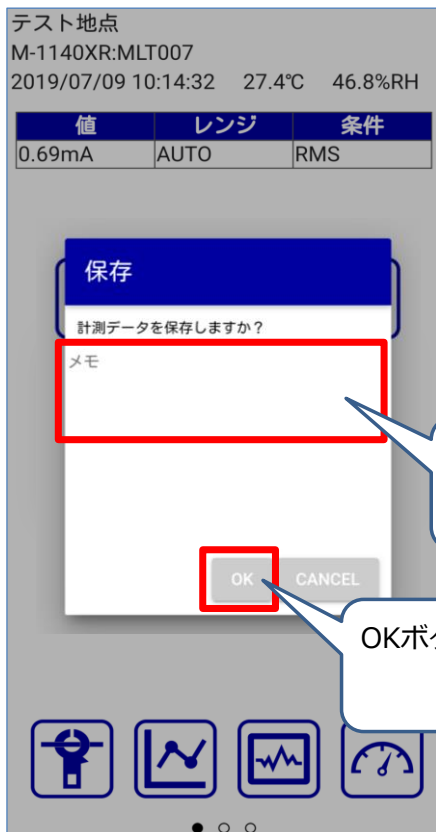 テスト地点
M-1140XR:MLT007
2019/07/09 10:14:32 27.4℃ 46.8%RH
値 レンジ 条件
0.69mA AUTO RMS
保存
計測データを保存しますか？
メモ
OK CANCEL
OKボ